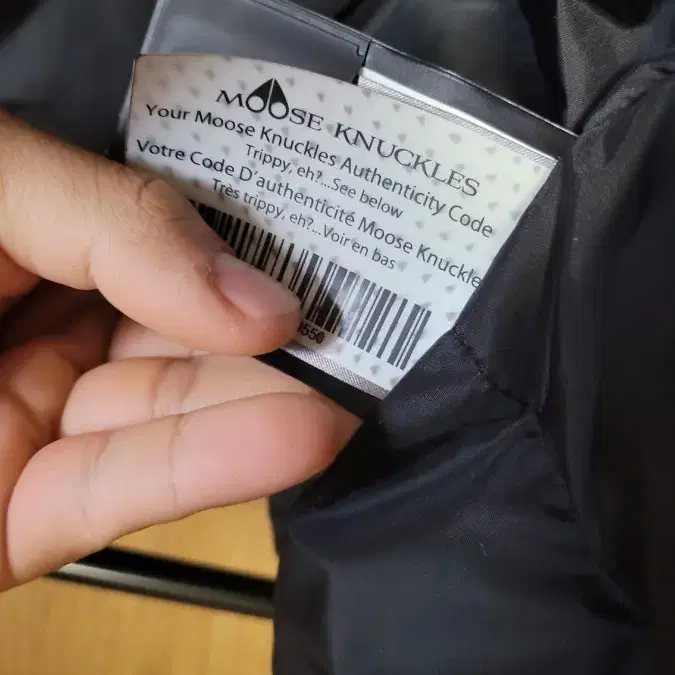 MOOSE KNUCKLES
Your Moose Knuckles Authenticity Code
Trippy, eh?...See below
Votre Code D'authenticité Moose Knuckle
Très trippy, eh?...Voir en bas
550